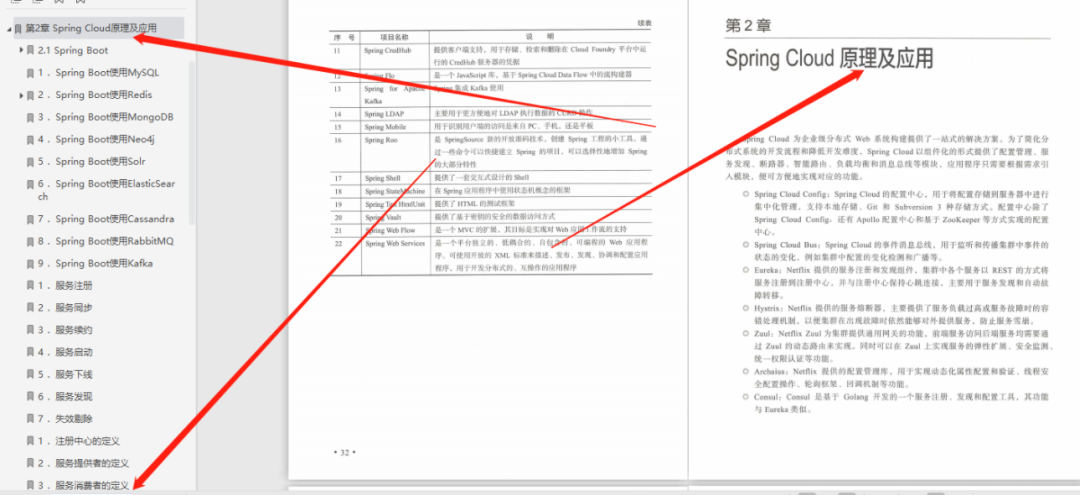 第2章 Spring Cloud原理及应用
2.1 Spring Boot
1． Spring Boot使用MySQL
2． Spring Boot使用Redis
3． Spring Boot使用MongoDB
4． Spring Boot使用Neo4j
5． Spring Boot使用Solr
6． Spring Boot使用ElasticSear
ch
7． Spring Boot使用Cassandra
8． Spring Boot使用RabbitMQ
9． Spring Boot使用Kafka
1． 服务注册
2． 服务同步
3． 服务续约
4． 服务启动
5． 服务下线
6． 服务发现
7． 失效剔除
1． 注册中心的定义
2． 服务提供者的定义
3． 服务消费者的定义
续表
序 号 项目名称 说 明
11 Spring CredHub 提供客户端支持，用于存储、检索和删除在 Cloud Foundry 平台中运
行的 CredHub 服务器的凭据
12 Spring Flo 是一个 JavaScript 库，基于 Spring Cloud Data Flow 中的流构建器
13 Spring for Apache
Kafka
集成 Kafka 使用
14 Spring LDAP 主要用于更方便地对 LDAP 执行数据的 CURD 操作
15 Spring Mobile 用于识别用户端的访问是来自 PC、手机，还是平板
16 Spring Roo 是 SpringSource 新的开放源码技术，创建 Spring 工程的小工具，通
过一些命令可以快捷建立 Spring 的项目，可以选择性地增加 Spring
的大部分特性
17 Spring Shell 提供了一套交互式设计的 Shell
18 Spring StateMachine 在 Spring 应用程序中使用状态机概念的框架
19 Spring Test HtmlUnit 提供了 HTML 的测试框架
20 Spring Vault 提供了基于密钥的安全的数据访问方式
21 Spring Web Flow 是一个 MVC 的扩展，其目标是实现对 Web 应用工作流的支持
22 Spring Web Services 是一个平台独立的、低耦合的、自包含的、可编程的 Web 应用程
序，可使用开放的 XML 标准来描述、发布、发现、协调和配置应用
程序，用于开发分布式的、互操作的应用程序
• 32 •
第 2 章
Spring Cloud 原理及应用
Spring Cloud 为企业级分布式 Web 系统构建提供了一站式的解决方案。为了简化分
布式系统的开发流程和降低开发难度，Spring Cloud 以组件化的形式提供了配置管理、服
务发现、断路器、智能路由、负载均衡和消息总线等模块，应用程序只需要根据需求引
入模块，便可方便地实现对应的功能。
◎ Spring Cloud Config：Spring Cloud 的配置中心，用于将配置存储到服务器中进行
集中化管理，支持本地存储、Git 和 Subversion 3 种存储方式。配置中心除了
Spring Cloud Config，还有 Apollo 配置中心和基于 ZooKeeper 等方式实现的配置
中心。
◎ Spring Cloud Bus：Spring Cloud 的事件消息总线，用于监听和传播集群中事件的
状态的变化，例如集群中配置的变化检测和广播等。
◎ Eureka：Netflix 提供的服务注册和发现组件，集群中各个服务以 REST 的方式将
服务注册到注册中心，并与注册中心保持心跳连接，主要用于服务发现和自动故
障转移。
◎ Hystrix：Netflix 提供的服务熔断器，主要提供了服务负载过高或服务故障时的容
错处理机制，以便集群在出现故障时依然能够对外提供服务，防止服务雪崩。
◎ Zuul：Netflix Zuul 为集群提供通用网关的功能，前端服务访问后端服务均需要通
过 Zuul 的动态路由来实现。同时可以在 Zuul 上实现服务的弹性扩展、安全监测、
统一权限认证等功能。
◎ Archaius：Netflix 提供的配置管理库，用于实现动态化属性配置和验证、线程安
全配置操作、轮询框架、回调机制等功能。
◎ Consul：Consul 是基于 Golang 开发的一个服务注册、发现和配置工具，其功能
与 Eureka 类似。